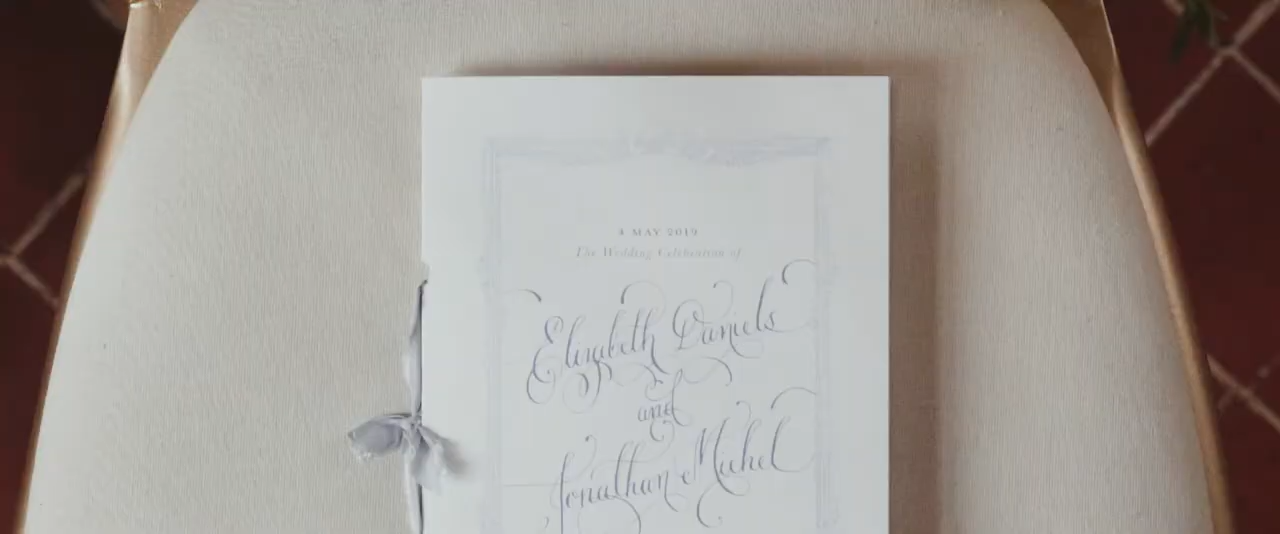 4 MAY 2019
The Wedding Celebration of
Elizabeth Daniels
and
Jonathan Michel